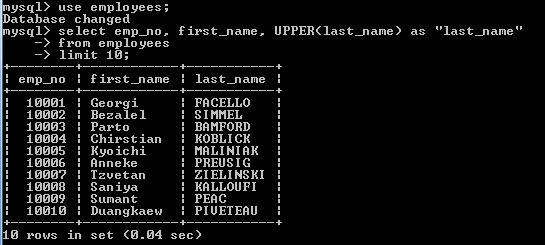 mysql> use employees;
Database changed
mysql> select emp_no, first_name, UPPER(last_name) as "last_name"
    -> from employees
    -> limit 10;
+--------+------------+-----------+
¦ emp_no ¦ first_name ¦ last_name ¦
+--------+------------+-----------+
¦  10001 ¦ Georgi     ¦ FACELLO   ¦
¦  10002 ¦ Bezalel    ¦ SIMMEL    ¦
¦  10003 ¦ Parto      ¦ BAMFORD   ¦
¦  10004 ¦ Chirstian  ¦ KOBLICK   ¦
¦  10005 ¦ Kyoichi    ¦ MALINIAK  ¦
¦  10006 ¦ Anneke     ¦ PREUSIG   ¦
¦  10007 ¦ Tzvetan    ¦ ZIELINSKI ¦
¦  10008 ¦ Saniya     ¦ KALLOUFI  ¦
¦  10009 ¦ Sumant     ¦ PEAC      ¦
¦  10010 ¦ Duangkaew  ¦ PIVETEAU  ¦
+--------+------------+-----------+
10 rows in set (0.04 sec)